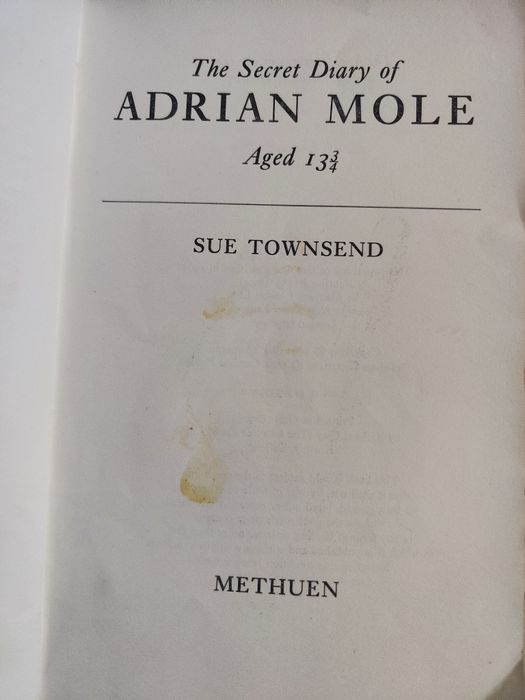 The Secret Diary of
ADRIAN MOLE
Aged 13¾
SUE TOWNSEND
METHUEN